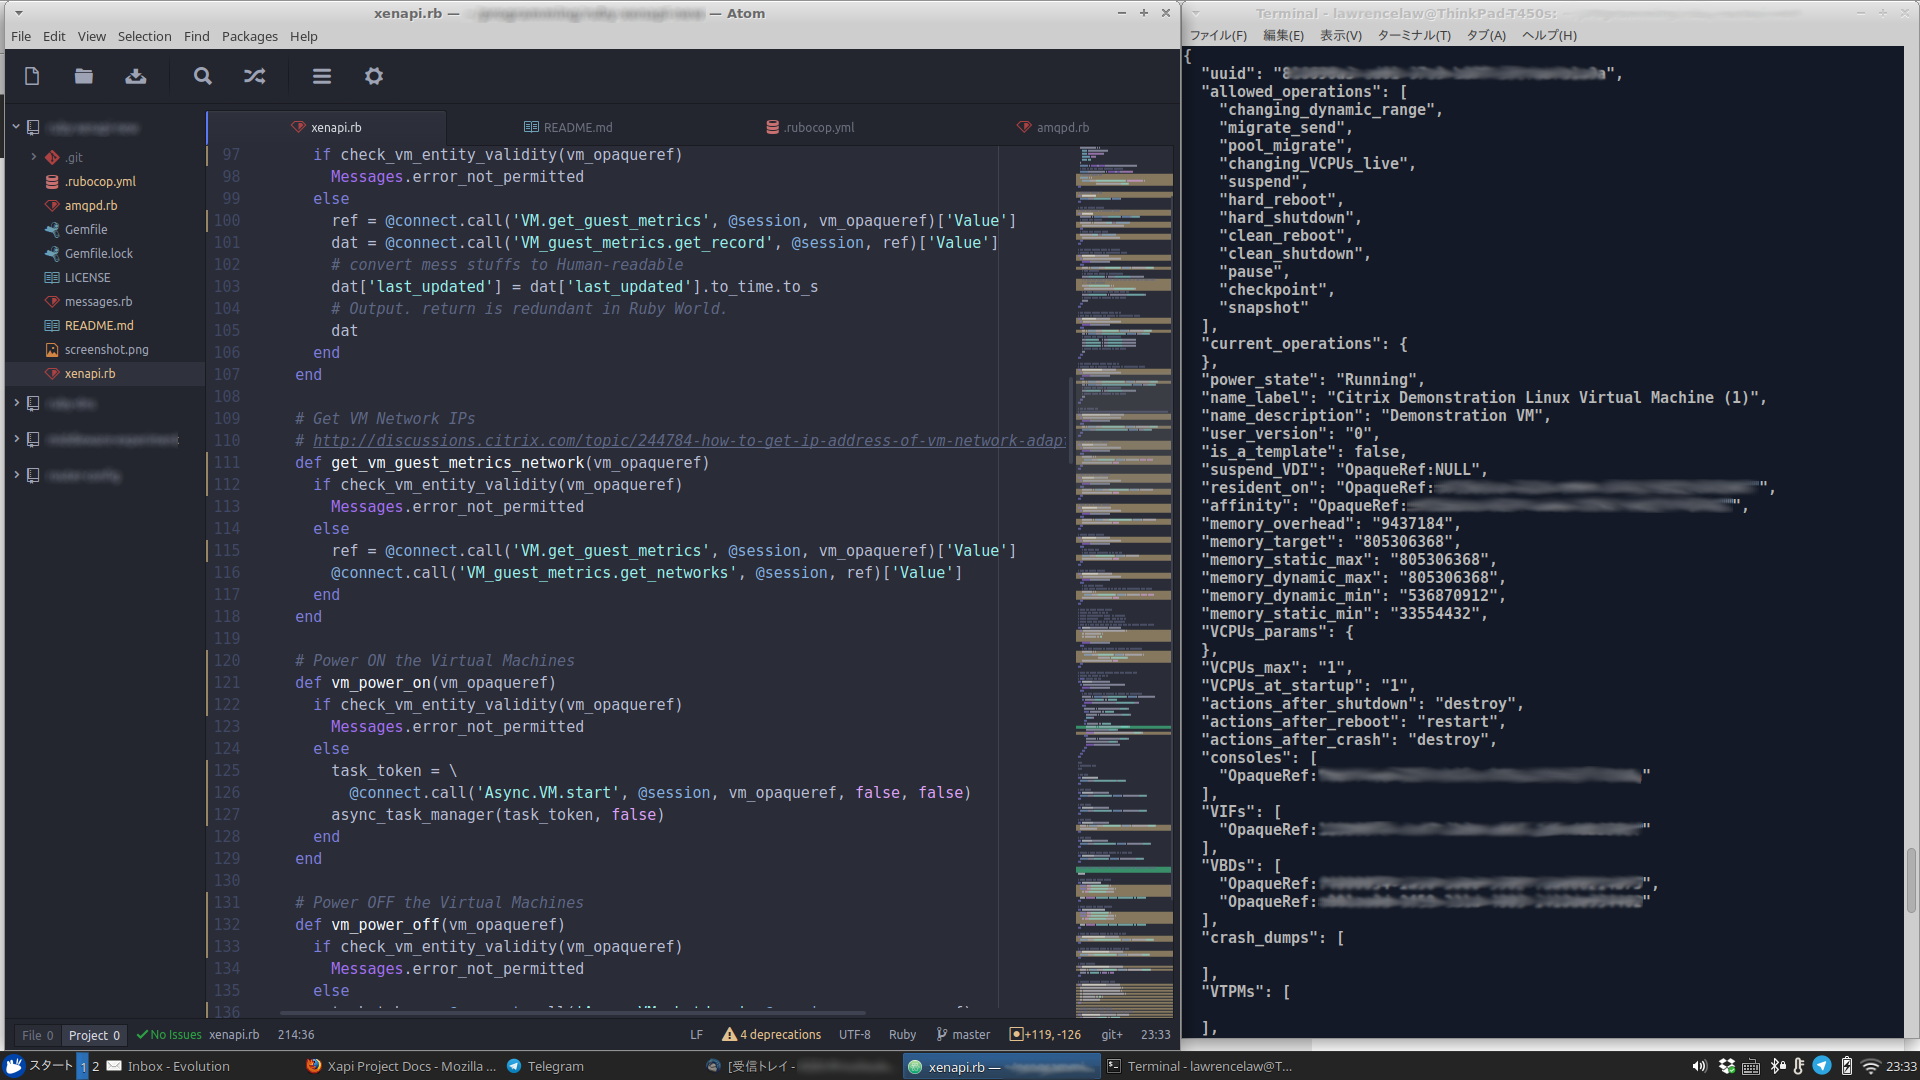 xenapi.rb —
— Atom
File Edit View Selection Find Packages Help
.git
.rubocop.yml
amqpd.rb
Gemfile
Gemfile.lock
LICENSE
messages.rb
README.md
screenshot.png
xenapi.rb
xenapi.rb README.md .rubocop.yml amqpd.rb
97 if check_vm_entity_validity(vm_opaqueref)
98 Messages.error_not_permitted
99 else
100 ref = @connect.call('VM.get_guest_metrics', @session, vm_opaqueref)['Value']
101 dat = @connect.call('VM_guest_metrics.get_record', @session, ref)['Value']
102 # convert mess stuffs to Human-readable
103 dat['last_updated'] = dat['last_updated'].to_time.to_s
104 # Output. return is redundant in Ruby World.
105 dat
106 end
107 end
108
109 # Get VM Network IPs
110 # http://discussions.citrix.com/topic/244784-how-to-get-ip-address-of-vm-network-adap
111 def get_vm_guest_metrics_network(vm_opaqueref)
112 if check_vm_entity_validity(vm_opaqueref)
113 Messages.error_not_permitted
114 else
115 ref = @connect.call('VM.get_guest_metrics', @session, vm_opaqueref)['Value']
116 @connect.call('VM_guest_metrics.get_networks', @session, ref)['Value']
117 end
118 end
119
120 # Power ON the Virtual Machines
121 def vm_power_on(vm_opaqueref)
122 if check_vm_entity_validity(vm_opaqueref)
123 Messages.error_not_permitted
124 else
125 task_token = \
126 @connect.call('Async.VM.start', @session, vm_opaqueref, false, false)
127 async_task_manager(task_token, false)
128 end
129 end
130
131 # Power OFF the Virtual Machines
132 def vm_power_off(vm_opaqueref)
133 if check_vm_entity_validity(vm_opaqueref)
134 Messages.error_not_permitted
135 else
136
File 0 Project 0 No Issues xenapi.rb 214:36 LF 4 deprecations UTF-8 Ruby master +119, -126 git+ 23:33
Terminal - lawrencelaw@ThinkPad-T450s:
ファイル(F) 編集(E) 表示(V) ターミナル(T) タブ(A) ヘルプ(H)
{
"uuid": "8
a",
"allowed_operations": [
"changing_dynamic_range",
"migrate_send",
"pool_migrate",
"changing_VCPUs_live",
"suspend",
"hard_reboot",
"hard_shutdown",
"clean_reboot",
"clean_shutdown",
"pause",
"checkpoint",
"snapshot"
],
"current_operations": {
},
"power_state": "Running",
"name_label": "Citrix Demonstration Linux Virtual Machine (1)",
"name_description": "Demonstration VM",
"user_version": "0",
"is_a_template": false,
"suspend_VDI": "OpaqueRef:NULL",
"resident_on": "OpaqueRef: ",
"affinity": "OpaqueRef: ",
"memory_overhead": "9437184",
"memory_target": "805306368",
"memory_static_max": "805306368",
"memory_dynamic_max": "805306368",
"memory_dynamic_min": "536870912",
"memory_static_min": "33554432",
"VCPUs_params": {
},
"VCPUs_max": "1",
"VCPUs_at_startup": "1",
"actions_after_shutdown": "destroy",
"actions_after_reboot": "restart",
"actions_after_crash": "destroy",
"consoles": [
"OpaqueRef: "
],
"VIFs": [
"OpaqueRef: "
],
"VBDs": [
"OpaqueRef: ",
"OpaqueRef: "
],
"crash_dumps": [
],
"VTPMs": [
],
スタート 1 2 Inbox - Evolution Xapi Project Docs - Mozilla ... Telegram [受信トレイ - xenapi.rb — Terminal - lawrencelaw@T... 23:33